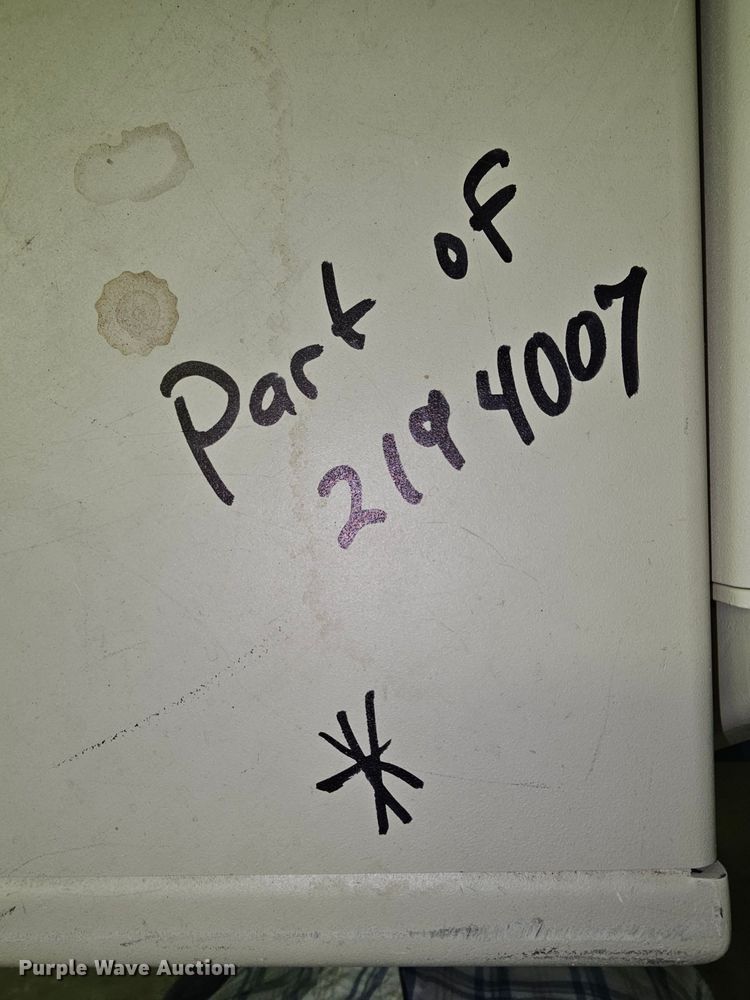 Part of
2194007
*
Purple Wave Auction